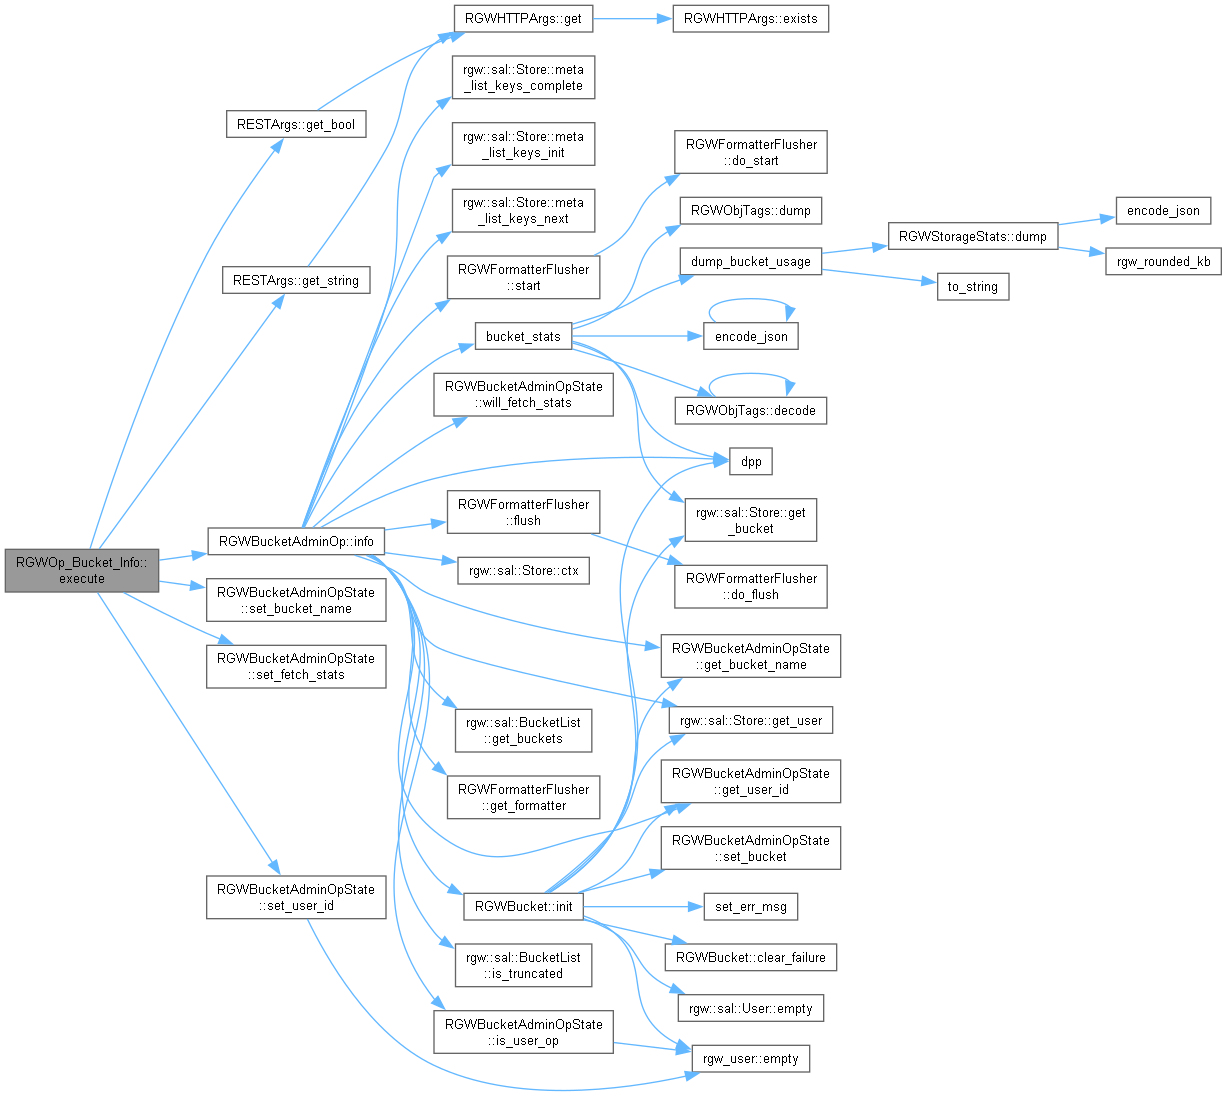 RGWOp_Bucket_Info::
execute
RESTArgs::get_bool
RESTArgs::get_string
RGWBucketAdminOp::info
RGWBucketAdminOpState
::set_bucket_name
RGWBucketAdminOpState
::set_fetch_stats
RGWBucketAdminOpState
::set_user_id
RGWHTTPArgs::get
rgw::sal::Store::meta
_list_keys_complete
rgw::sal::Store::meta
_list_keys_init
rgw::sal::Store::meta
_list_keys_next
RGWFormatterFlusher
::start
bucket_stats
RGWBucketAdminOpState
::will_fetch_stats
RGWFormatterFlusher
::flush
rgw::sal::Store::ctx
rgw::sal::BucketList
::get_buckets
RGWFormatterFlusher
::get_formatter
RGWBucket::init
rgw::sal::BucketList
::is_truncated
RGWBucketAdminOpState
::is_user_op
RGWHTTPArgs::exists
RGWFormatterFlusher
::do_start
RGWObjTags::dump
dump_bucket_usage
encode_json
RGWObjTags::decode
dpp
rgw::sal::Store::get
_bucket
RGWFormatterFlusher
::do_flush
RGWBucketAdminOpState
::get_bucket_name
rgw::sal::Store::get_user
RGWBucketAdminOpState
::get_user_id
RGWBucketAdminOpState
::set_bucket
set_err_msg
RGWBucket::clear_failure
rgw::sal::User::empty
rgw_user::empty
RGWStorageStats::dump
to_string
encode_json
rgw_rounded_kb